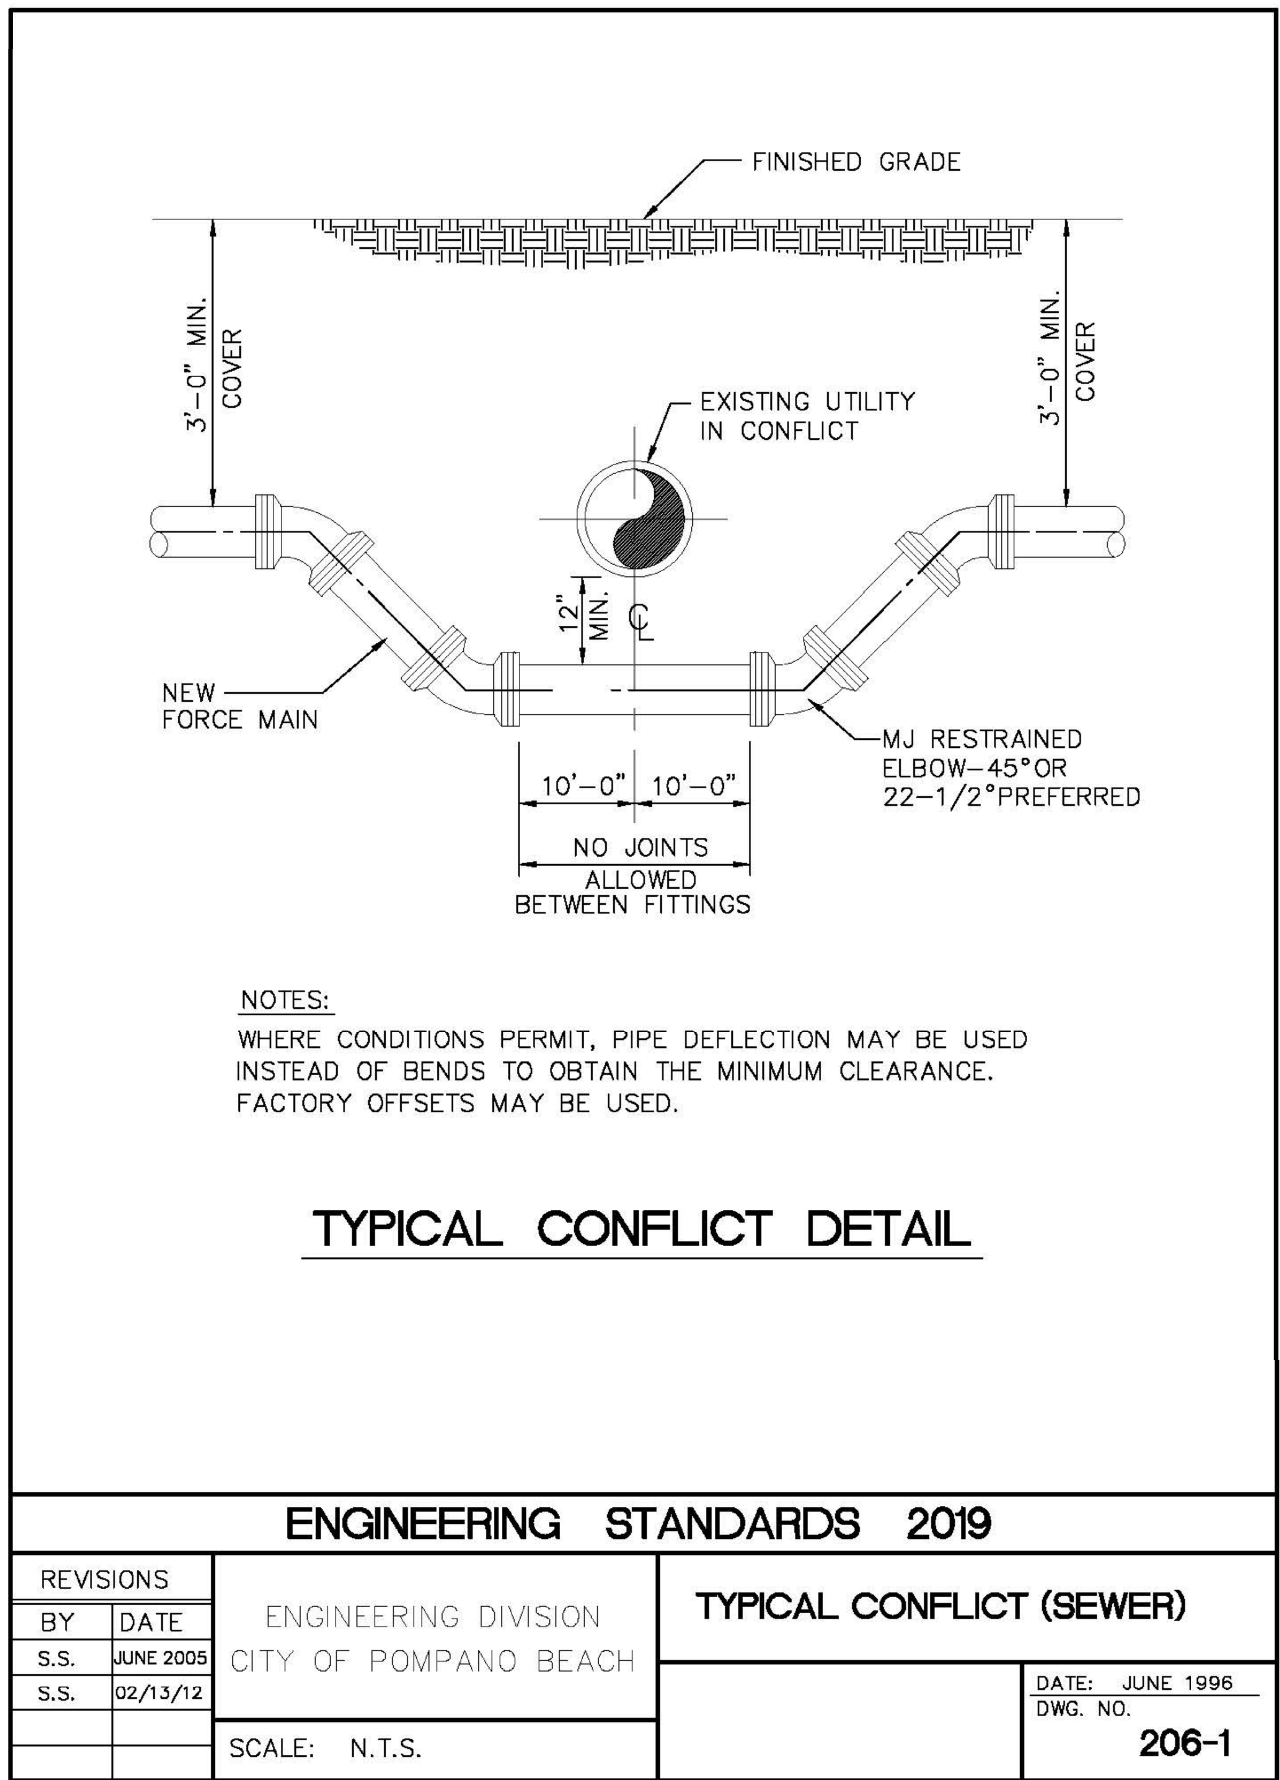 FINISHED GRADE
3'-0" MIN.
COVER
3'-0" MIN.
COVER
EXISTING UTILITY
IN CONFLICT
12"
MIN.
CL
NEW
FORCE MAIN
MJ RESTRAINED
ELBOW-45°OR
22-1/2°PREFERRED
10'-0" 10'-0"
NO JOINTS
ALLOWED
BETWEEN FITTINGS
NOTES:
WHERE CONDITIONS PERMIT, PIPE DEFLECTION MAY BE USED
INSTEAD OF BENDS TO OBTAIN THE MINIMUM CLEARANCE.
FACTORY OFFSETS MAY BE USED.
TYPICAL CONFLICT DETAIL
ENGINEERING STANDARDS 2019
REVISIONS
BY DATE
S.S. JUNE 2005
S.S. 02/13/12
ENGINEERING DIVISION
CITY OF POMPANO BEACH
SCALE: N.T.S.
TYPICAL CONFLICT (SEWER)
DATE: JUNE 1996
DWG. NO.
206-1